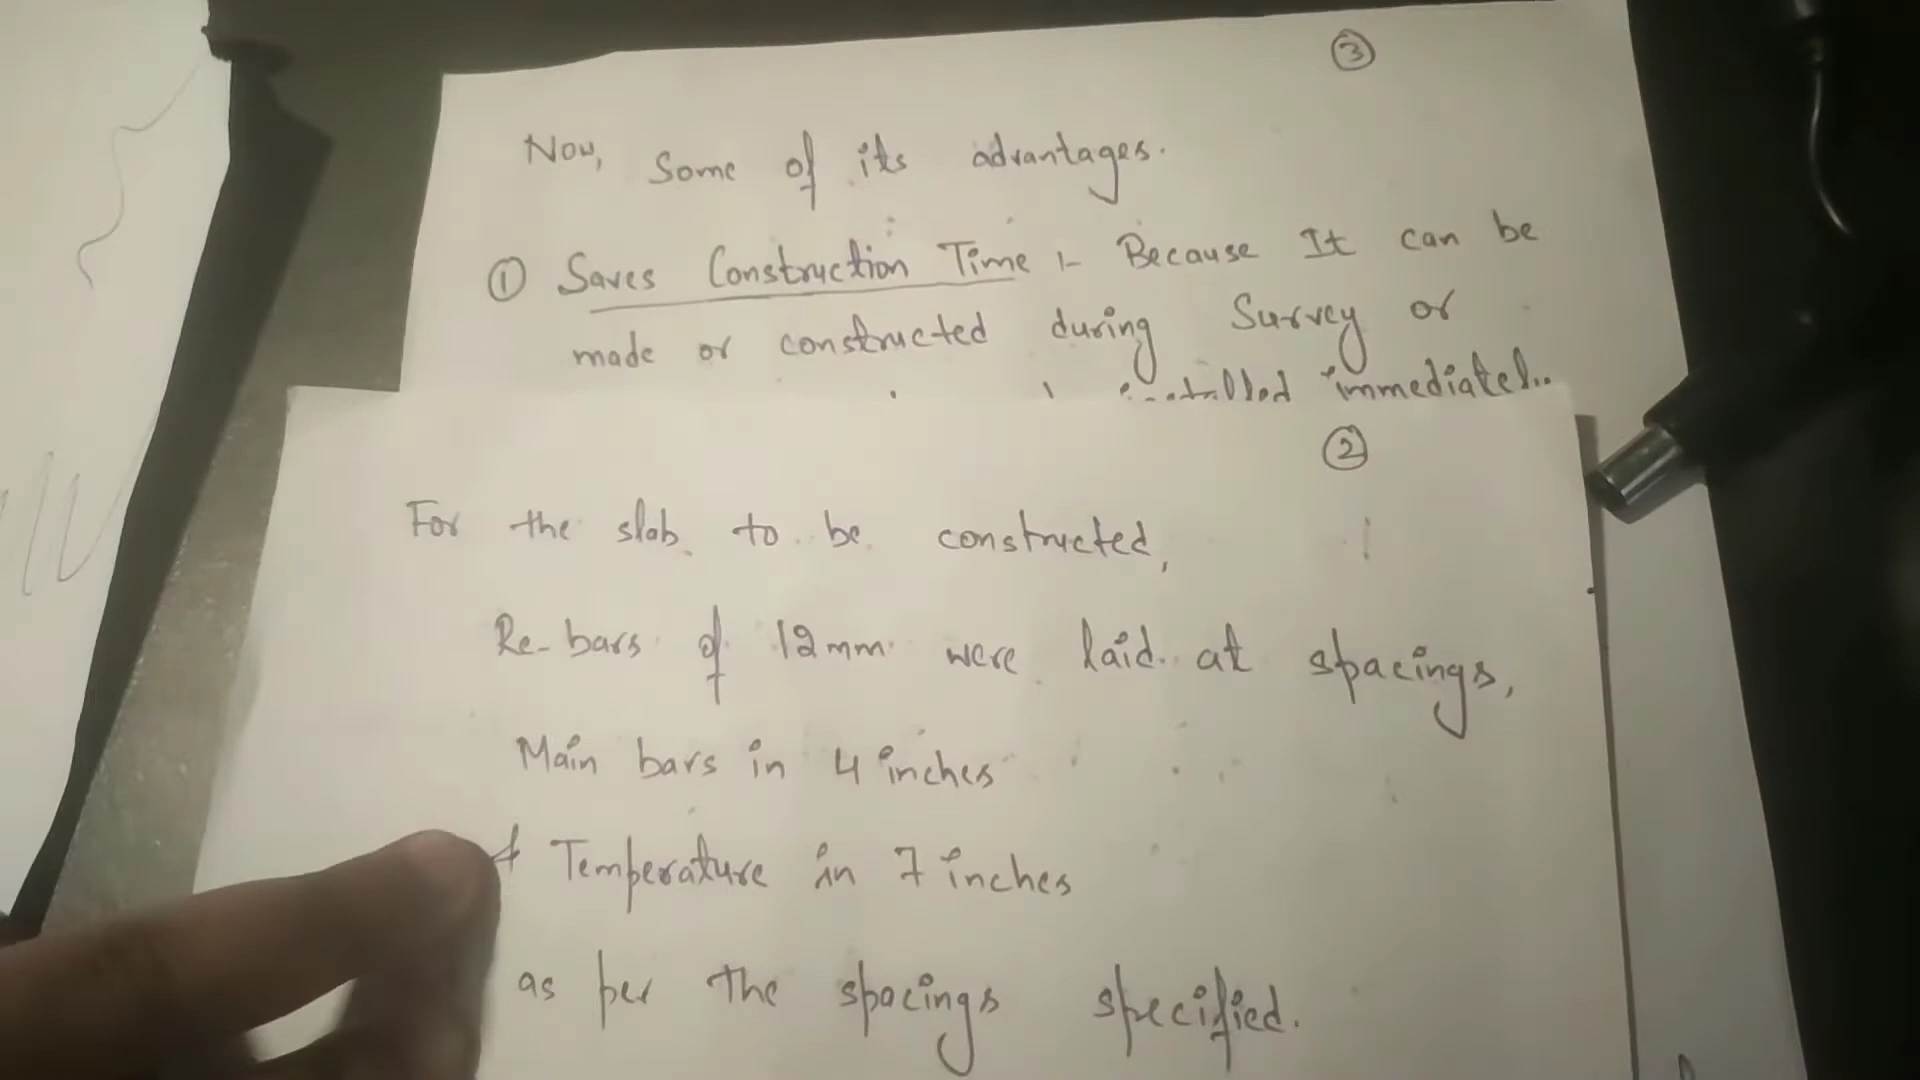 ③
Now, Some of its advantages.
① Saves Construction Time :- Because It can be
made or constructed during Survey or
immediatel
②
For the slab to be constructed,
Re-bars of 12mm were laid at spacings,
Main bars in 4 inches
& Temperature in 7 inches
as per the spacings specified.